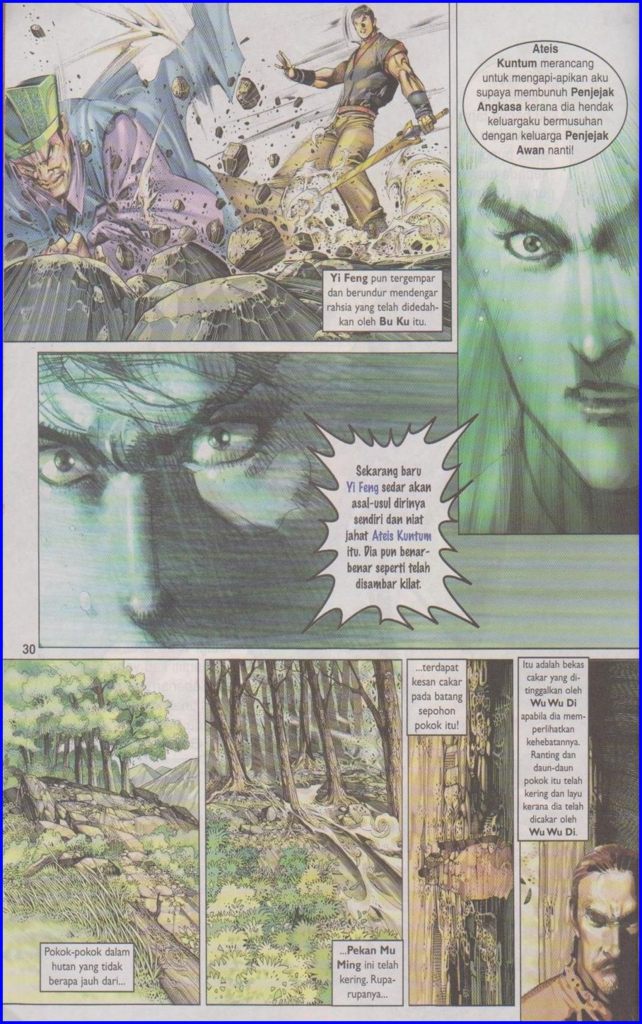 Yi Feng pun tergempar
dan berundur mendengar
rahsia yang telah didedah-
kan oleh Bu Ku itu.
Ateis
Kuntum merancang
untuk mengapi-apikan aku
supaya membunuh Penjejak
Angkasa kerana dia hendak
keluargaku bermusuhan
dengan keluarga Penjejak
Awan nanti!
Sekarang baru
Yi Feng sedar akan
asal-usul dirinya
sendiri dan niat
jahat Ateis Kuntum
itu. Dia pun benar-
benar seperti telah
disambar kilat.
30
Pokok-pokok dalam
hutan yang tidak
berapa jauh dari...
...Pekan Mu
Ming ini telah
kering. Rupa-
rupanya...
...terdapat
kesan cakar
pada batang
sepohon
pokok itu!
Itu adalah bekas
cakar yang di-
tinggalkan oleh
Wu Wu Di
apabila dia mem-
perlihatkan
kehebatannya.
Ranting dan
daun-daun
pokok itu telah
kering dan layu
kerana dia telah
dicakar oleh
Wu Wu Di.